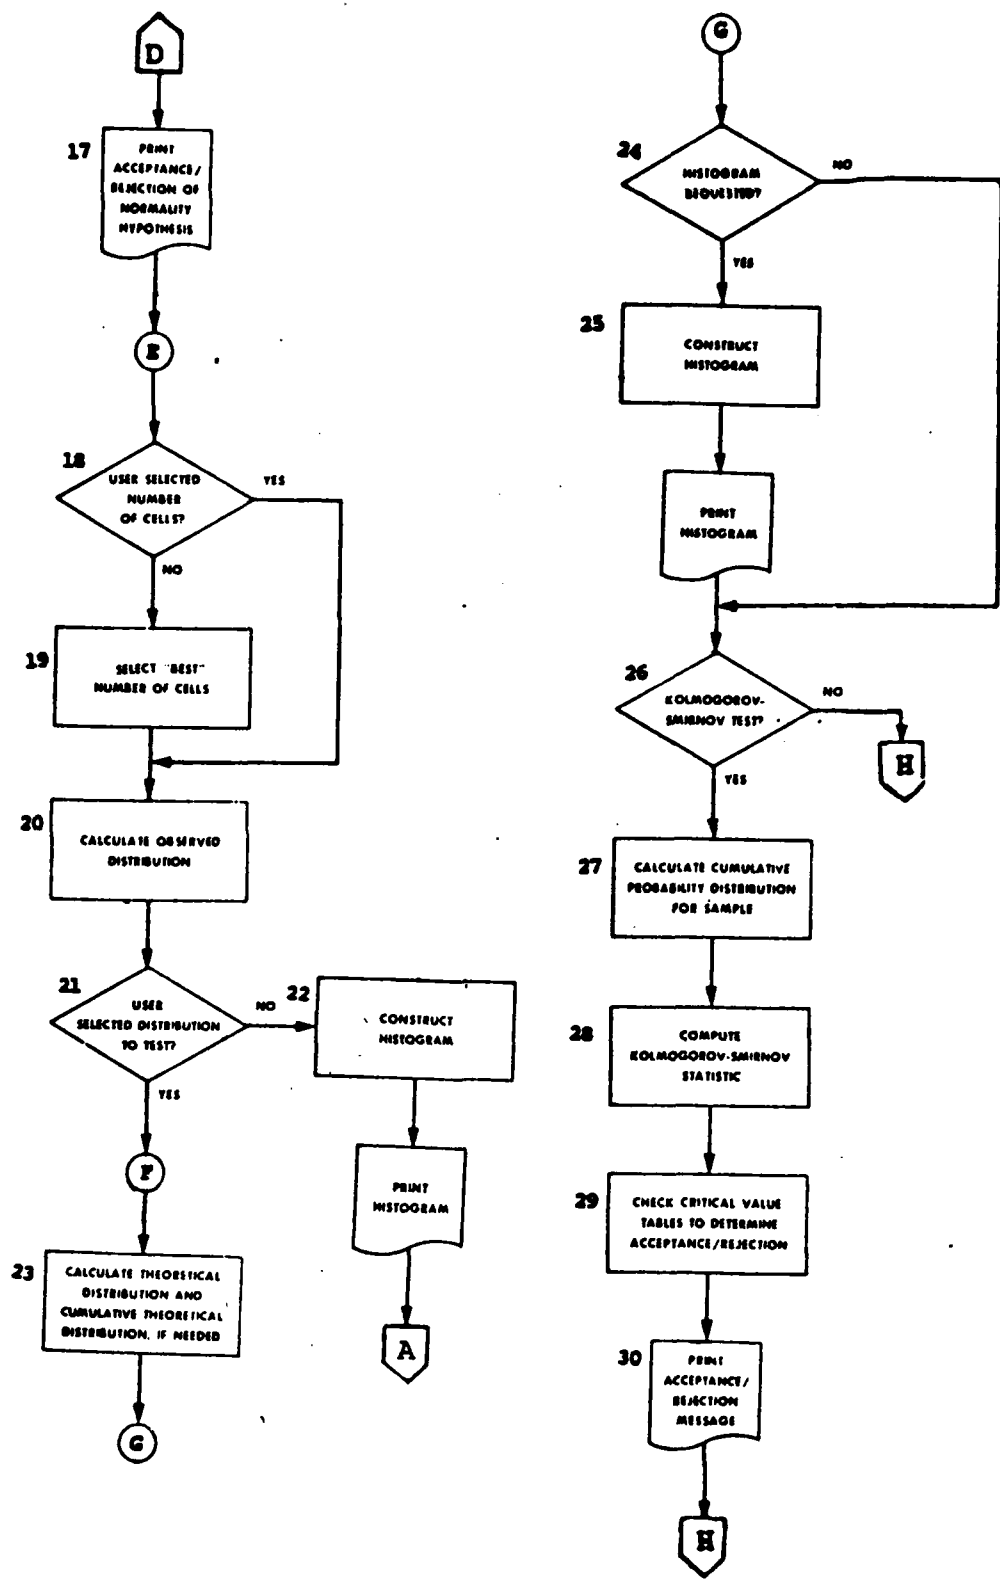 D
17
PRINT
ACCEPTANCE/
REJECTION OF
NORMALITY
HYPOTHESIS
E
18
USER SELECTED
NUMBER
OF CELLS?
YES
NO
19
SELECT "BEST"
NUMBER OF CELLS
20
CALCULATE OBSERVED
DISTRIBUTION
21
USER
SELECTED DISTRIBUTION
TO TEST?
NO
YES
22
CONSTRUCT
HISTOGRAM
PRINT
HISTOGRAM
A
F
23
CALCULATE THEORETICAL
DISTRIBUTION AND
CUMULATIVE THEORETICAL
DISTRIBUTION, IF NEEDED
G
G
24
HISTOGRAM
REQUESTED?
NO
YES
25
CONSTRUCT
HISTOGRAM
PRINT
HISTOGRAM
26
KOLMOGOROV-
SMIRNOV TEST?
NO
H
YES
27
CALCULATE CUMULATIVE
PROBABILITY DISTRIBUTION
FOR SAMPLE
28
COMPUTE
KOLMOGOROV-SMIRNOV
STATISTIC
29
CHECK CRITICAL VALUE
TABLES TO DETERMINE
ACCEPTANCE/REJECTION
30
PRINT
ACCEPTANCE/
REJECTION
MESSAGE
H